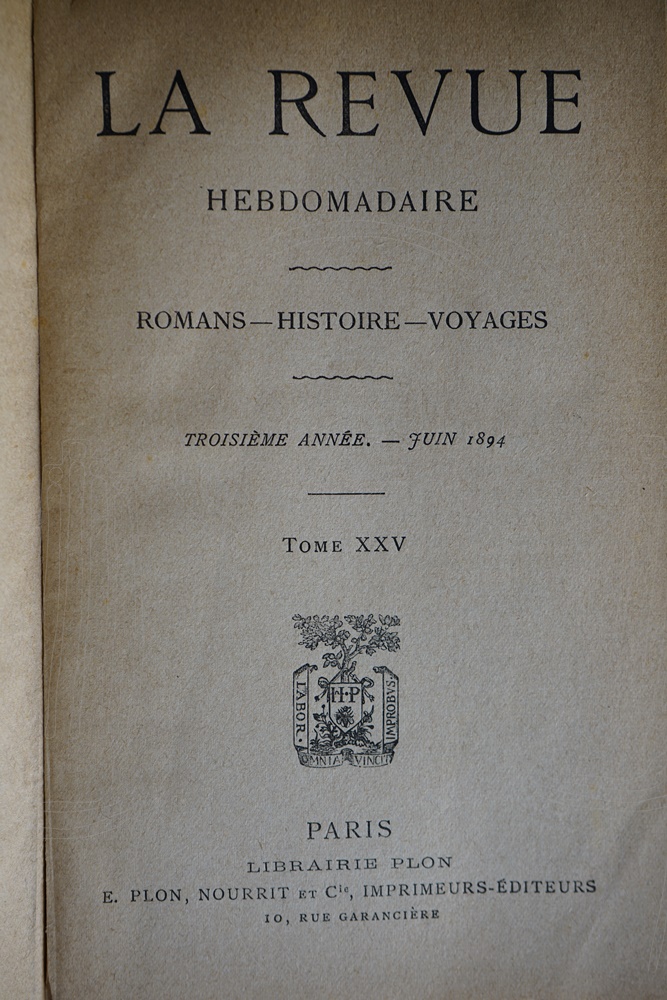 LA REVUE
HEBDOMADAIRE
ROMANS—HISTOIRE—VOYAGES
TROISIÈME ANNÉE. — JUIN 1894
TOME XXV
LABOR.
H·P
IMPROBVS
OMNIA VINCIT
PARIS
LIBRAIRIE PLON
E. PLON, NOURRIT ET Cie, IMPRIMEURS-ÉDITEURS
10, RUE GARANCIÈRE